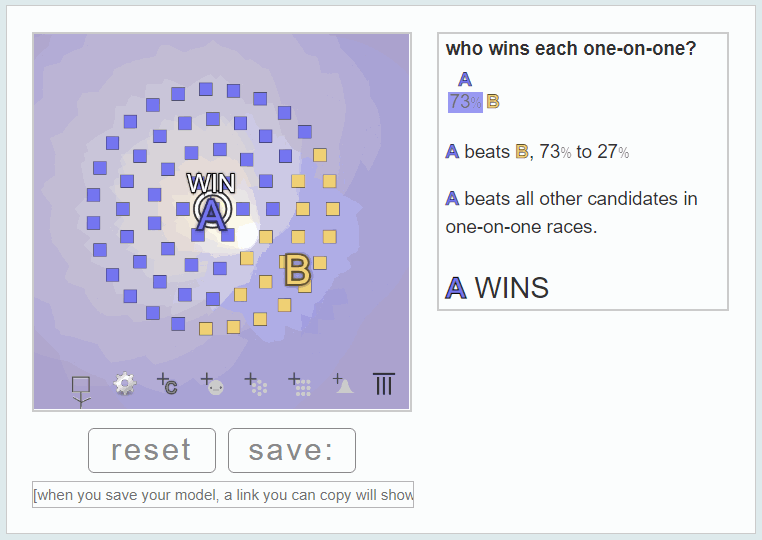 who wins each one-on-one?
A
73% B
A beats B, 73% to 27%
A beats all other candidates in
one-on-one races.
A WINS
WIN
A
B
C
reset
save:
[when you save your model, a link you can copy will show